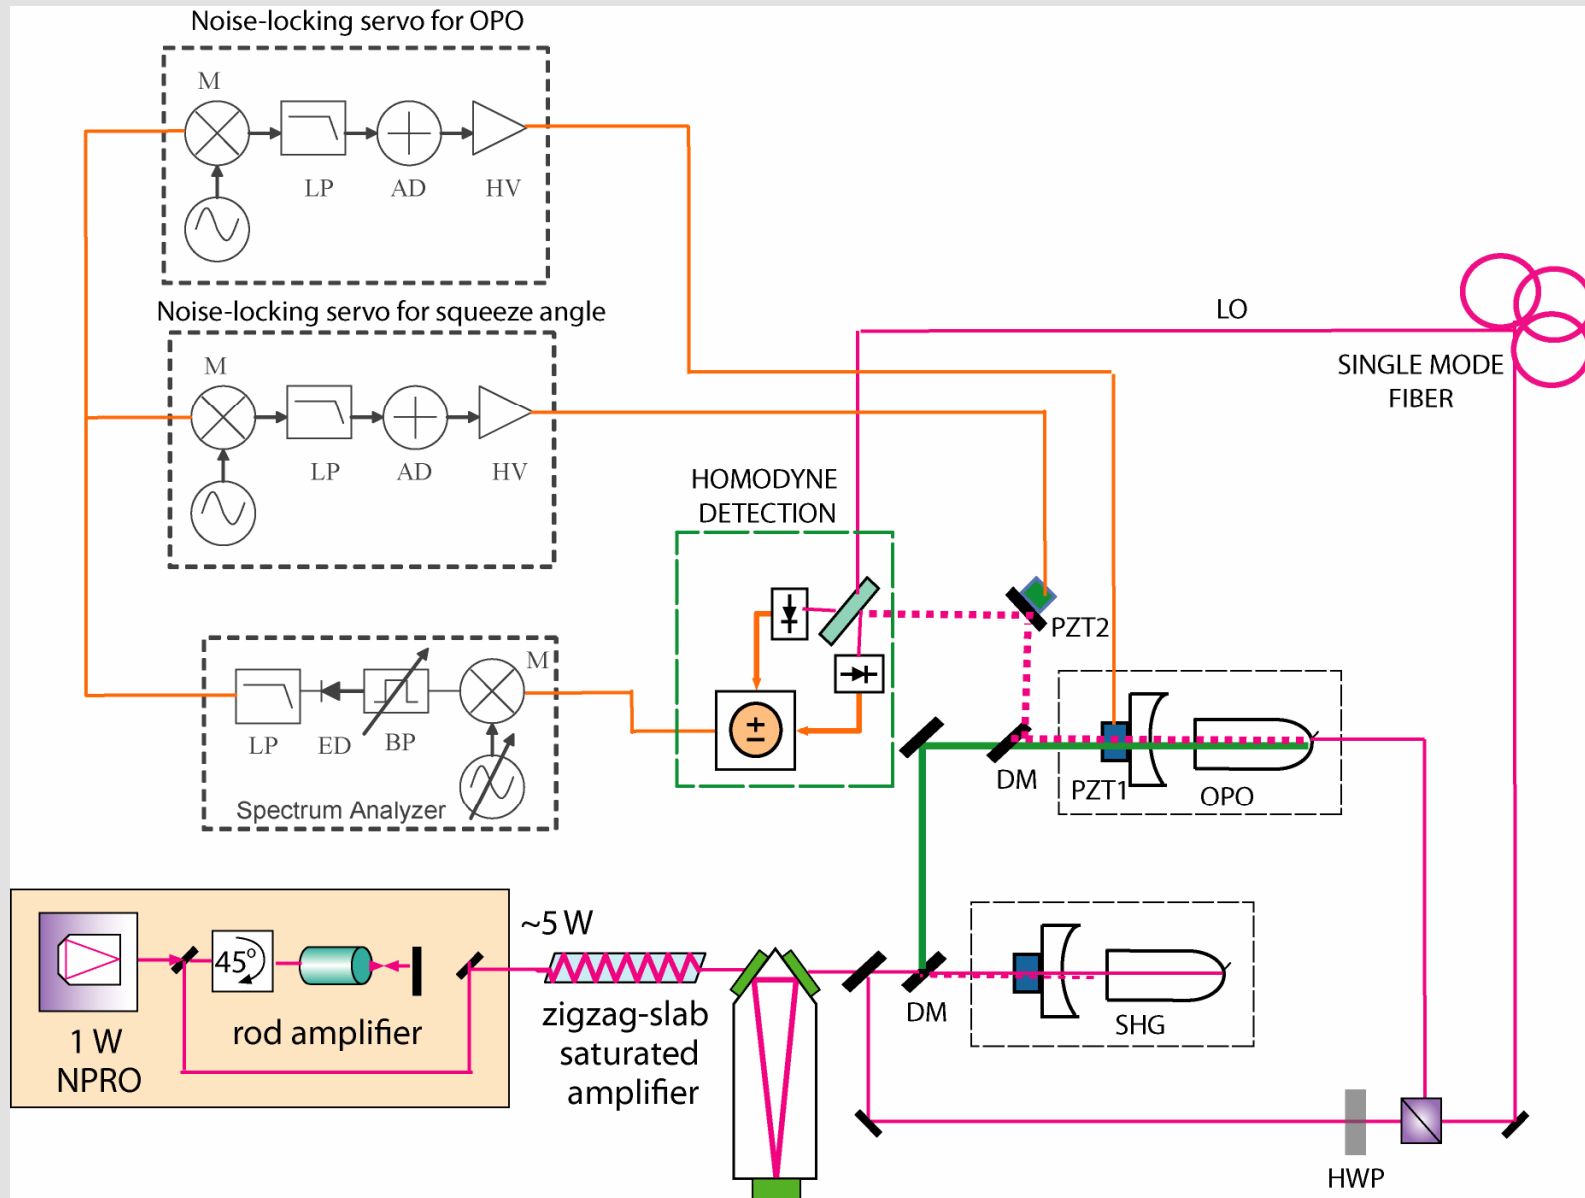 Noise-locking servo for OPO
M
LP
AD
HV
Noise-locking servo for squeeze angle
M
LP
AD
HV
LO
SINGLE MODE
FIBER
HOMODYNE
DETECTION
PZT2
M
LP
ED
BP
Spectrum Analyzer
±
DM
PZT1
OPO
~5 W
45°
1 W
NPRO
rod amplifier
zigzag-slab
saturated
amplifier
DM
SHG
HWP